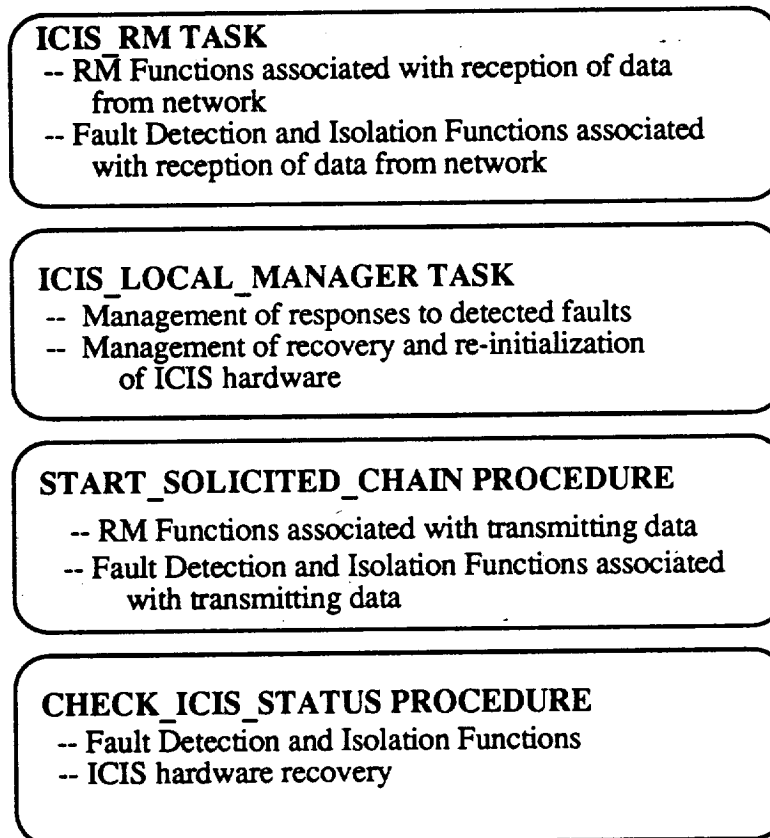 ICIS_RM TASK
-- RM Functions associated with reception of data
from network
-- Fault Detection and Isolation Functions associated
with reception of data from network
ICIS_LOCAL_MANAGER TASK
-- Management of responses to detected faults
-- Management of recovery and re-initialization
of ICIS hardware
START_SOLICITED_CHAIN PROCEDURE
-- RM Functions associated with transmitting data
-- Fault Detection and Isolation Functions associated
with transmitting data
CHECK_ICIS_STATUS PROCEDURE
-- Fault Detection and Isolation Functions
-- ICIS hardware recovery